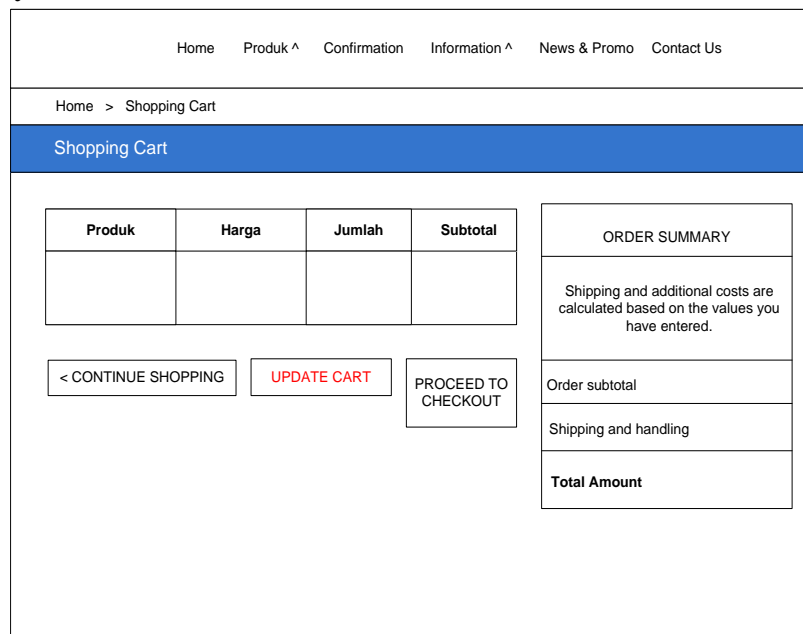 Home Produk ^ Confirmation Information ^ News & Promo Contact Us
Home > Shopping Cart
Shopping Cart
Produk Harga Jumlah Subtotal
< CONTINUE SHOPPING
UPDATE CART
PROCEED TO
CHECKOUT
ORDER SUMMARY
Shipping and additional costs are
calculated based on the values you
have entered.
Order subtotal
Shipping and handling
Total Amount